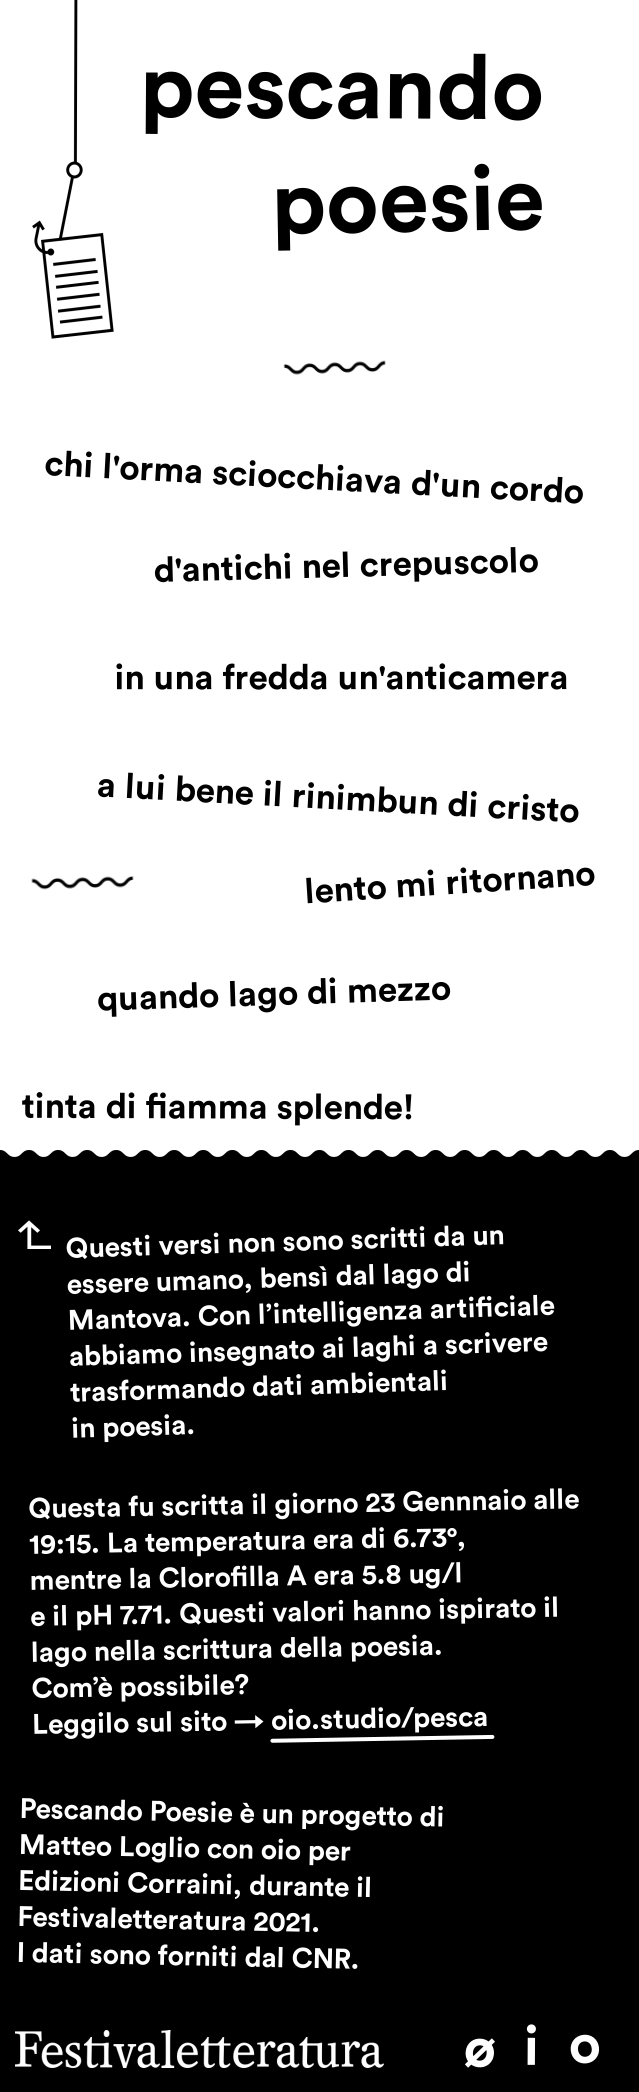 pescando
poesie
chi l'orma sciocchiava d'un cordo
d'antichi nel crepuscolo
in una fredda un'anticamera
a lui bene il rinimbun di cristo
lento mi ritornano
quando lago di mezzo
tinta di fiamma splende!
Questi versi non sono scritti da un
essere umano, bensì dal lago di
Mantova. Con l’intelligenza artificiale
abbiamo insegnato ai laghi a scrivere
trasformando dati ambientali
in poesia.
Questa fu scritta il giorno 23 Gennnaio alle
19:15. La temperatura era di 6.73°,
mentre la Clorofilla A era 5.8 ug/l
e il pH 7.71. Questi valori hanno ispirato il
lago nella scrittura della poesia.
Com’è possibile?
Leggilo sul sito → oio.studio/pesca
Pescando Poesie è un progetto di
Matteo Loglio con oio per
Edizioni Corraini, durante il
Festivaletteratura 2021.
I dati sono forniti dal CNR.
Festivaletteratura ø i o